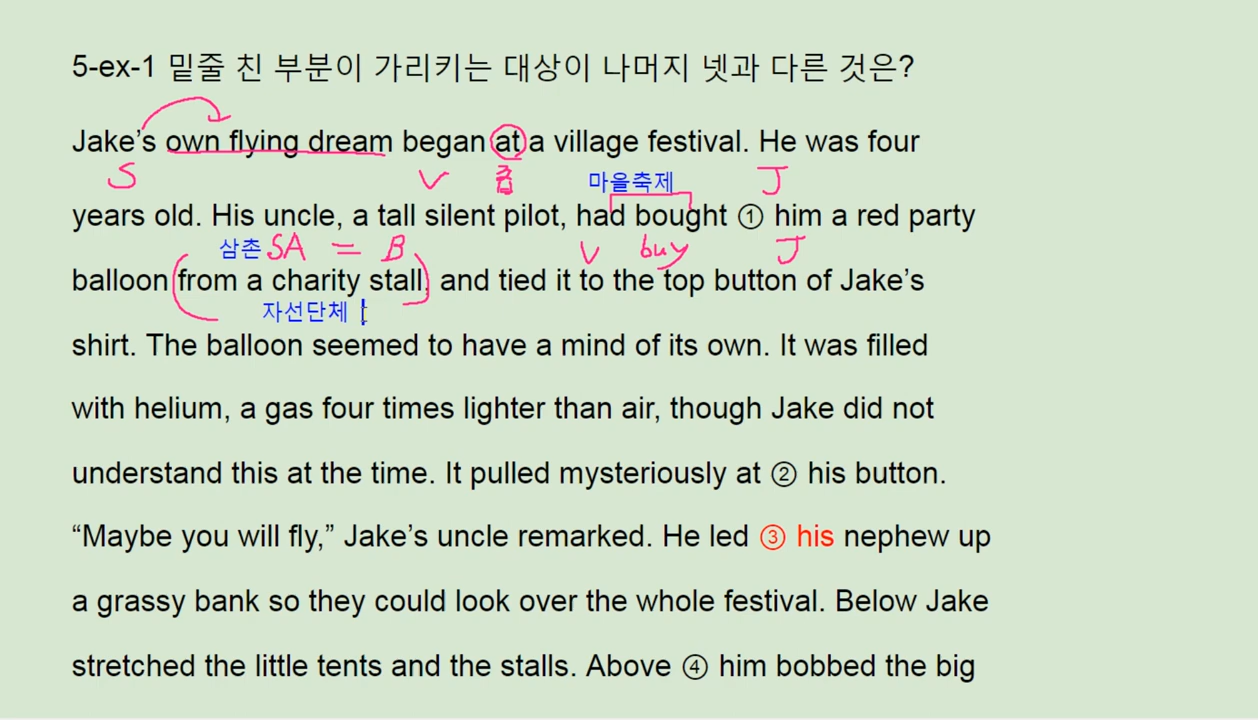 5-ex-1 밑줄 친 부분이 가리키는 대상이 나머지 넷과 다른 것은?
Jake’s own flying dream began at a village festival. He was four
S V 마을축제 J
years old. His uncle, a tall silent pilot, had bought ① him a red party
삼촌 SA = B V buy J
balloon (from a charity stall) and tied it to the top button of Jake’s
자선단체
shirt. The balloon seemed to have a mind of its own. It was filled
with helium, a gas four times lighter than air, though Jake did not
understand this at the time. It pulled mysteriously at ② his button.
“Maybe you will fly,” Jake’s uncle remarked. He led ③ his nephew up
a grassy bank so they could look over the whole festival. Below Jake
stretched the little tents and the stalls. Above ④ him bobbed the big